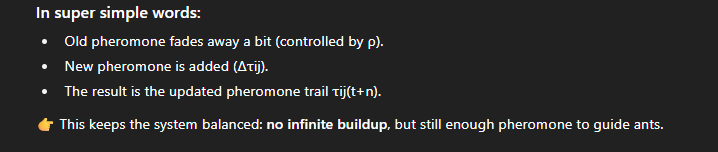 In super simple words:
• Old pheromone fades away a bit (controlled by ρ).
• New pheromone is added (Δτij).
• The result is the updated pheromone trail τij(t+n).
👉 This keeps the system balanced: no infinite buildup, but still enough pheromone to guide ants.